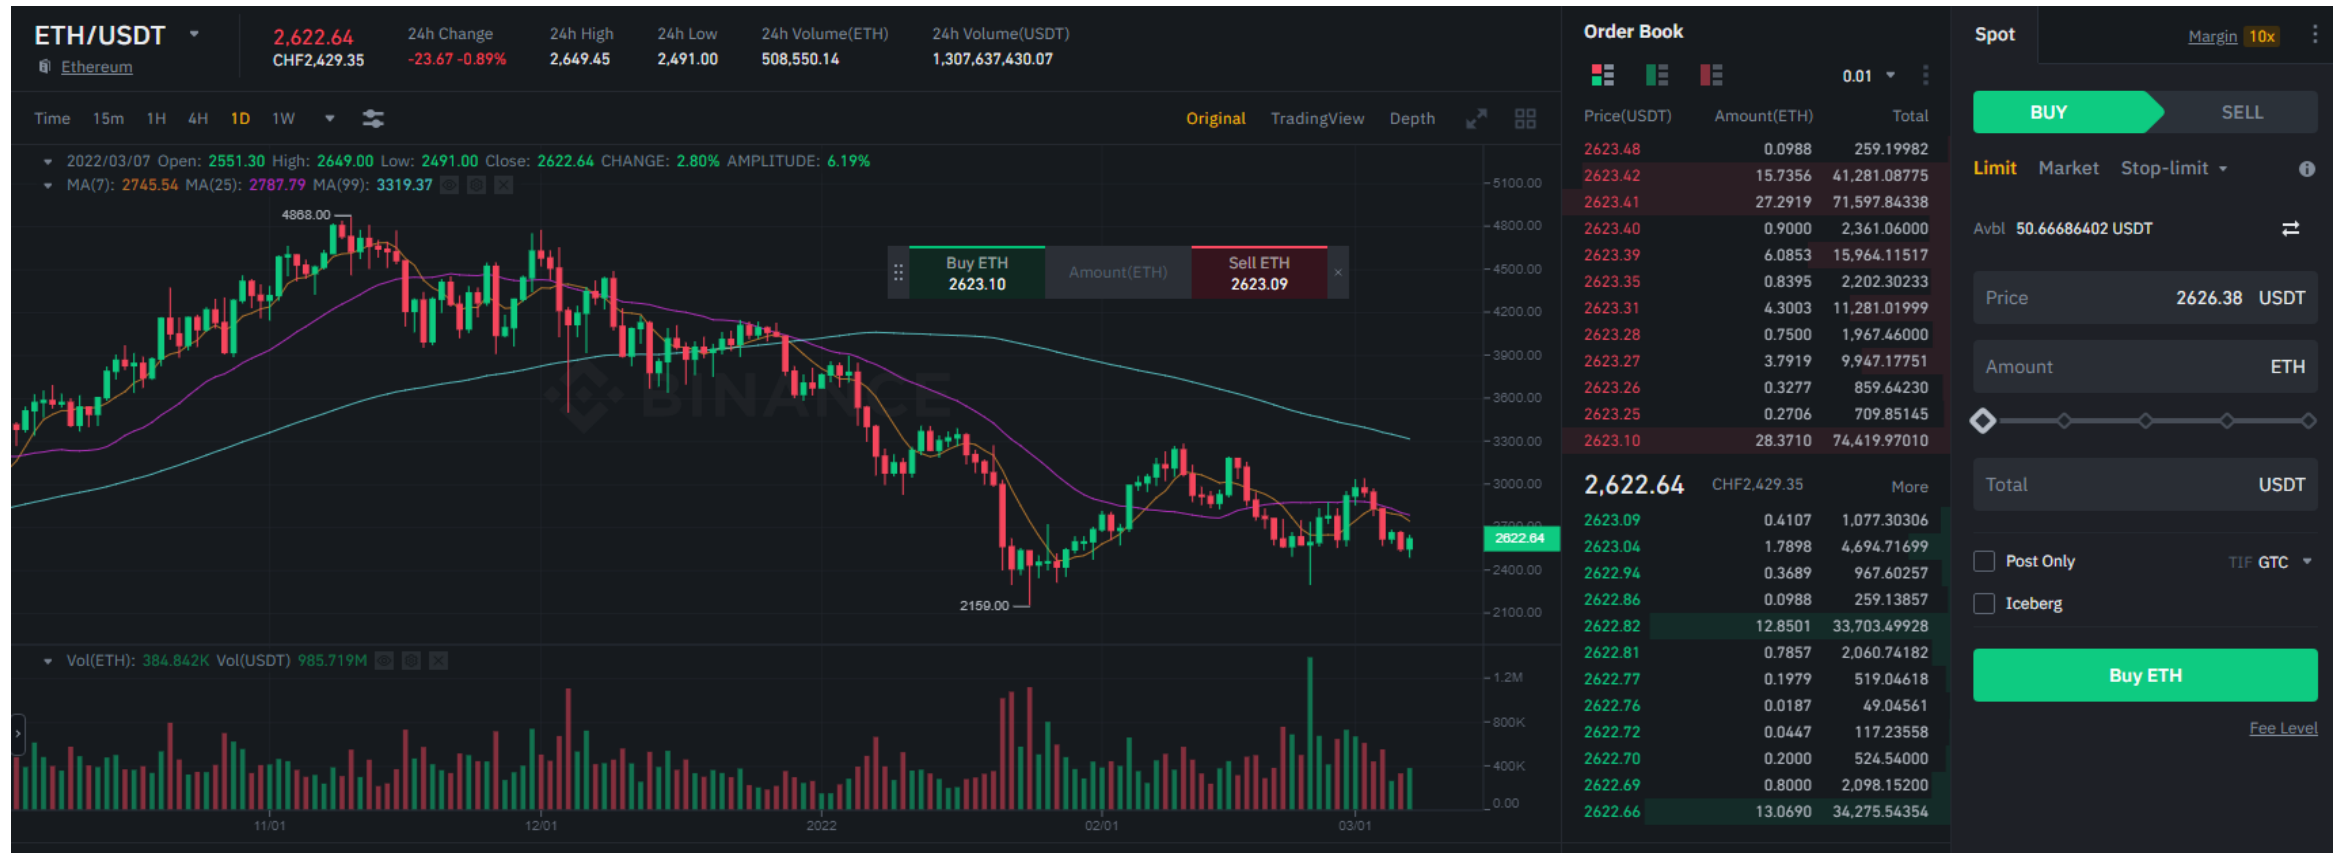 ETH/USDT
Ethereum
2,622.64
CHF2,429.35
24h Change
-23.67 -0.89%
24h High
2,649.45
24h Low
2,491.00
24h Volume(ETH)
508,550.14
24h Volume(USDT)
1,307,637,430.07
Time 15m 1H 4H 1D 1W
Original TradingView Depth
2022/03/07 Open: 2551.30 High: 2649.00 Low: 2491.00 Close: 2622.64 CHANGE: 2.80% AMPLITUDE: 6.19%
MA(7): 2745.54 MA(25): 2787.79 MA(99): 3319.37
4868.00
Buy ETH
2623.10
Amount(ETH)
Sell ETH
2623.09
BINANCE
2159.00
5100.00
4800.00
4500.00
4200.00
3900.00
3600.00
3300.00
3000.00
2700.00
2622.64
2400.00
2100.00
Vol(ETH): 384.842K Vol(USDT) 985.719M
1.2M
800K
400K
0.00
11/01 12/01 2022 02/01 03/01
Order Book
0.01
Price(USDT) Amount(ETH) Total
2623.48 0.0988 259.19982
2623.42 15.7356 41,281.08775
2623.41 27.2919 71,597.84338
2623.40 0.9000 2,361.06000
2623.39 6.0853 15,964.11517
2623.35 0.8395 2,202.30233
2623.31 4.3003 11,281.01999
2623.28 0.7500 1,967.46000
2623.27 3.7919 9,947.17751
2623.26 0.3277 859.64230
2623.25 0.2706 709.85145
2623.10 28.3710 74,419.97010
2,622.64 CHF2,429.35 More
2623.09 0.4107 1,077.30306
2623.04 1.7898 4,694.71699
2622.94 0.3689 967.60257
2622.86 0.0988 259.13857
2622.82 12.8501 33,703.49928
2622.81 0.7857 2,060.74182
2622.77 0.1979 519.04618
2622.76 0.0187 49.04561
2622.72 0.0447 117.23558
2622.70 0.2000 524.54000
2622.69 0.8000 2,098.15200
2622.66 13.0690 34,275.54354
Spot
Margin 10x
BUY SELL
Limit Market Stop-limit
Avbl 50.66686402 USDT
Price 2626.38 USDT
Amount ETH
Total USDT
Post Only TIF GTC
Iceberg
Buy ETH
Fee Level